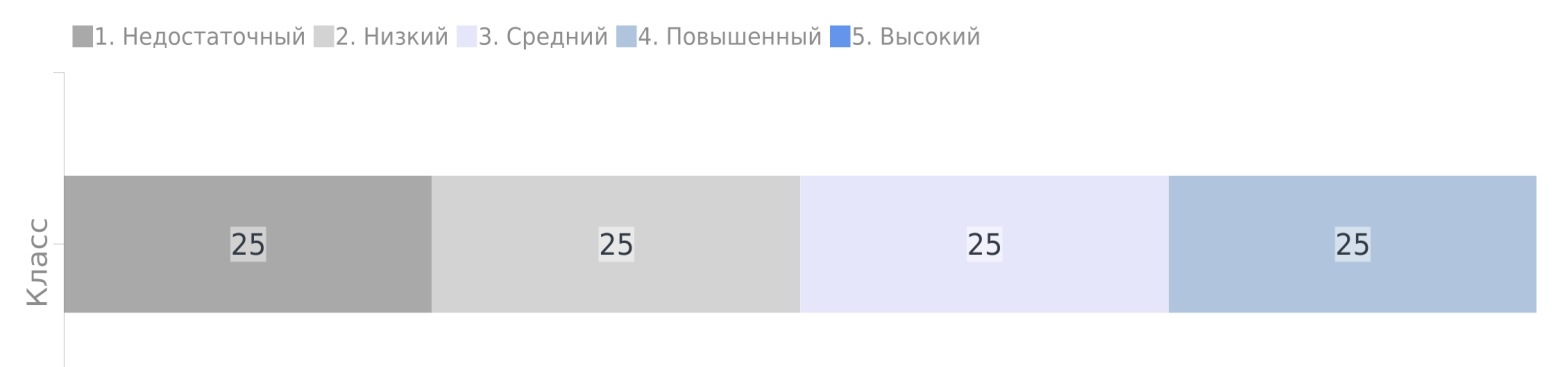 1. Недостаточный 2. Низкий 3. Средний 4. Повышенный 5. Высокий
Класс
25 25 25 25